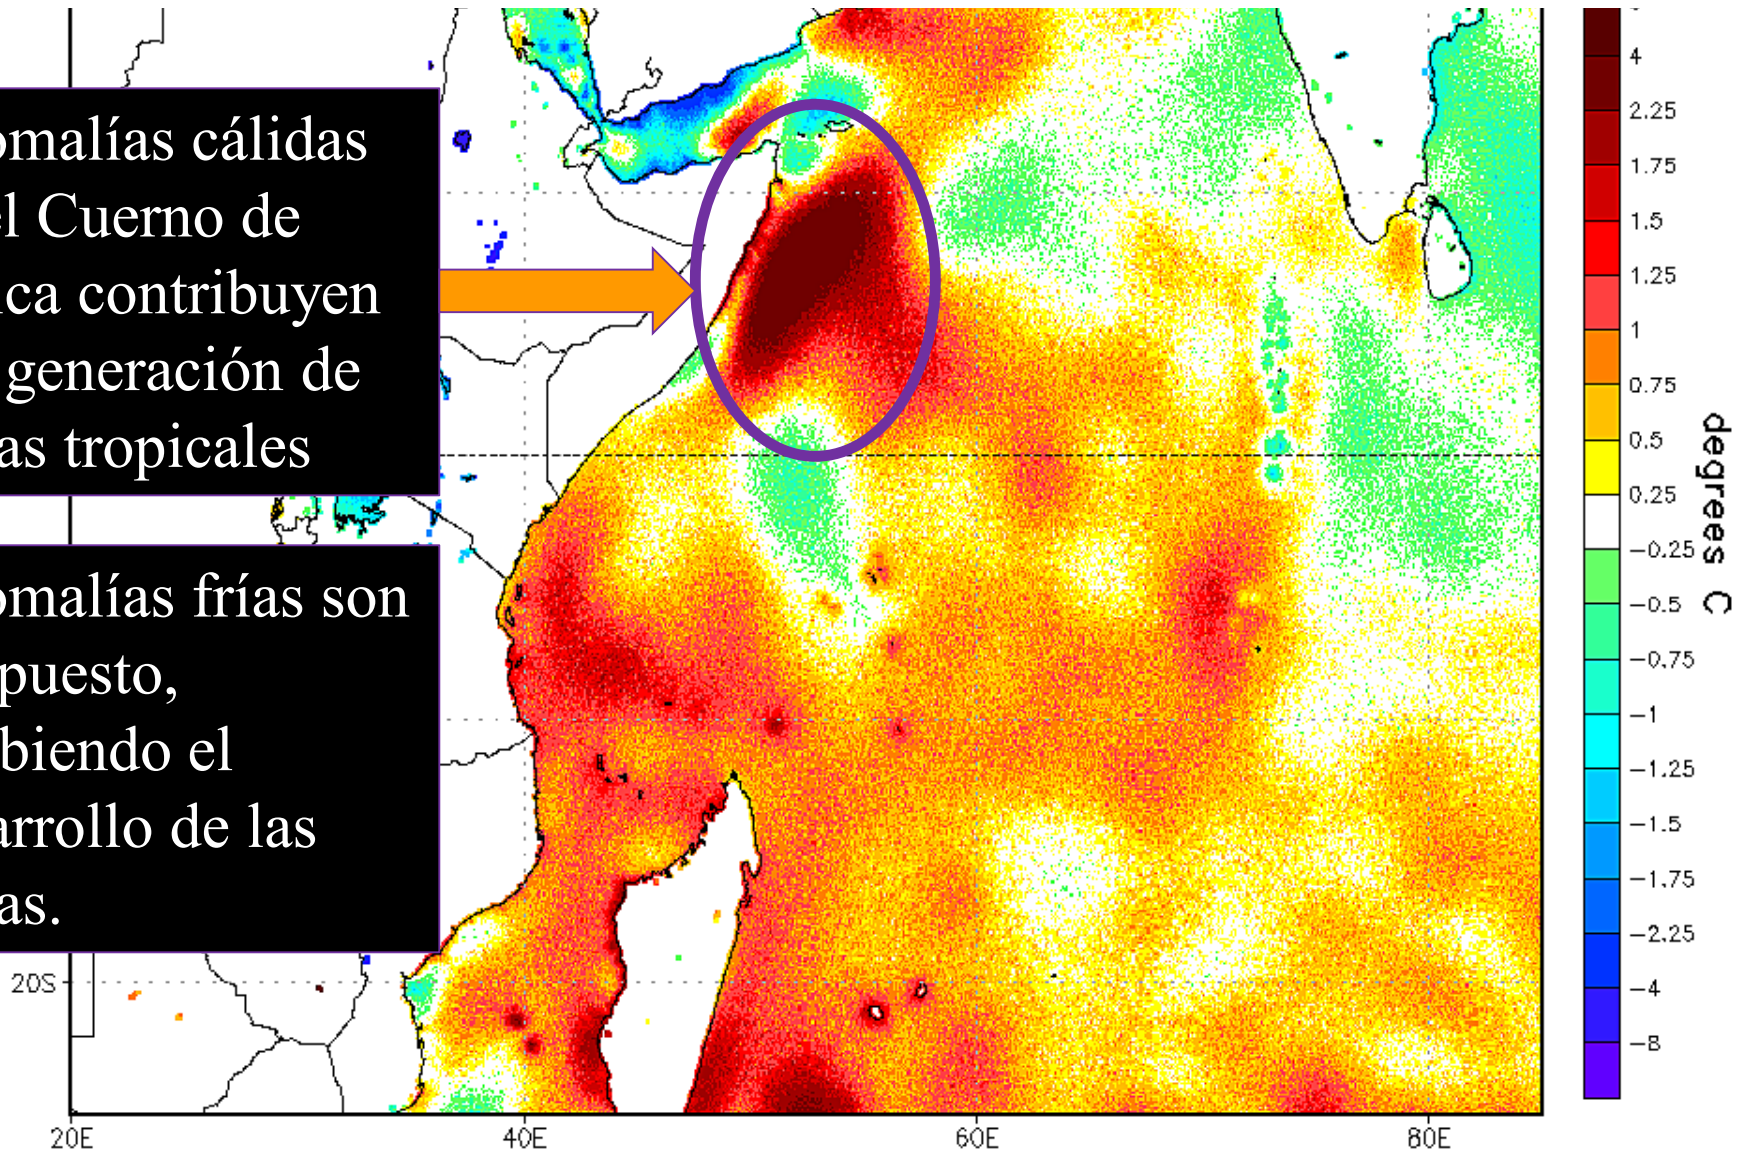 omalías cálidas
el Cuerno de
ica contribuyen
generación de
as tropicales
omalías frías son
puesto,
biendo el
arrollo de las
as.
4
2.25
1.75
1.5
1.25
1
0.75
0.5
0.25
-0.25
-0.5
-0.75
-1
-1.25
-1.5
-1.75
-2.25
-4
-8
degrees C
20S
20E 40E 60E 80E